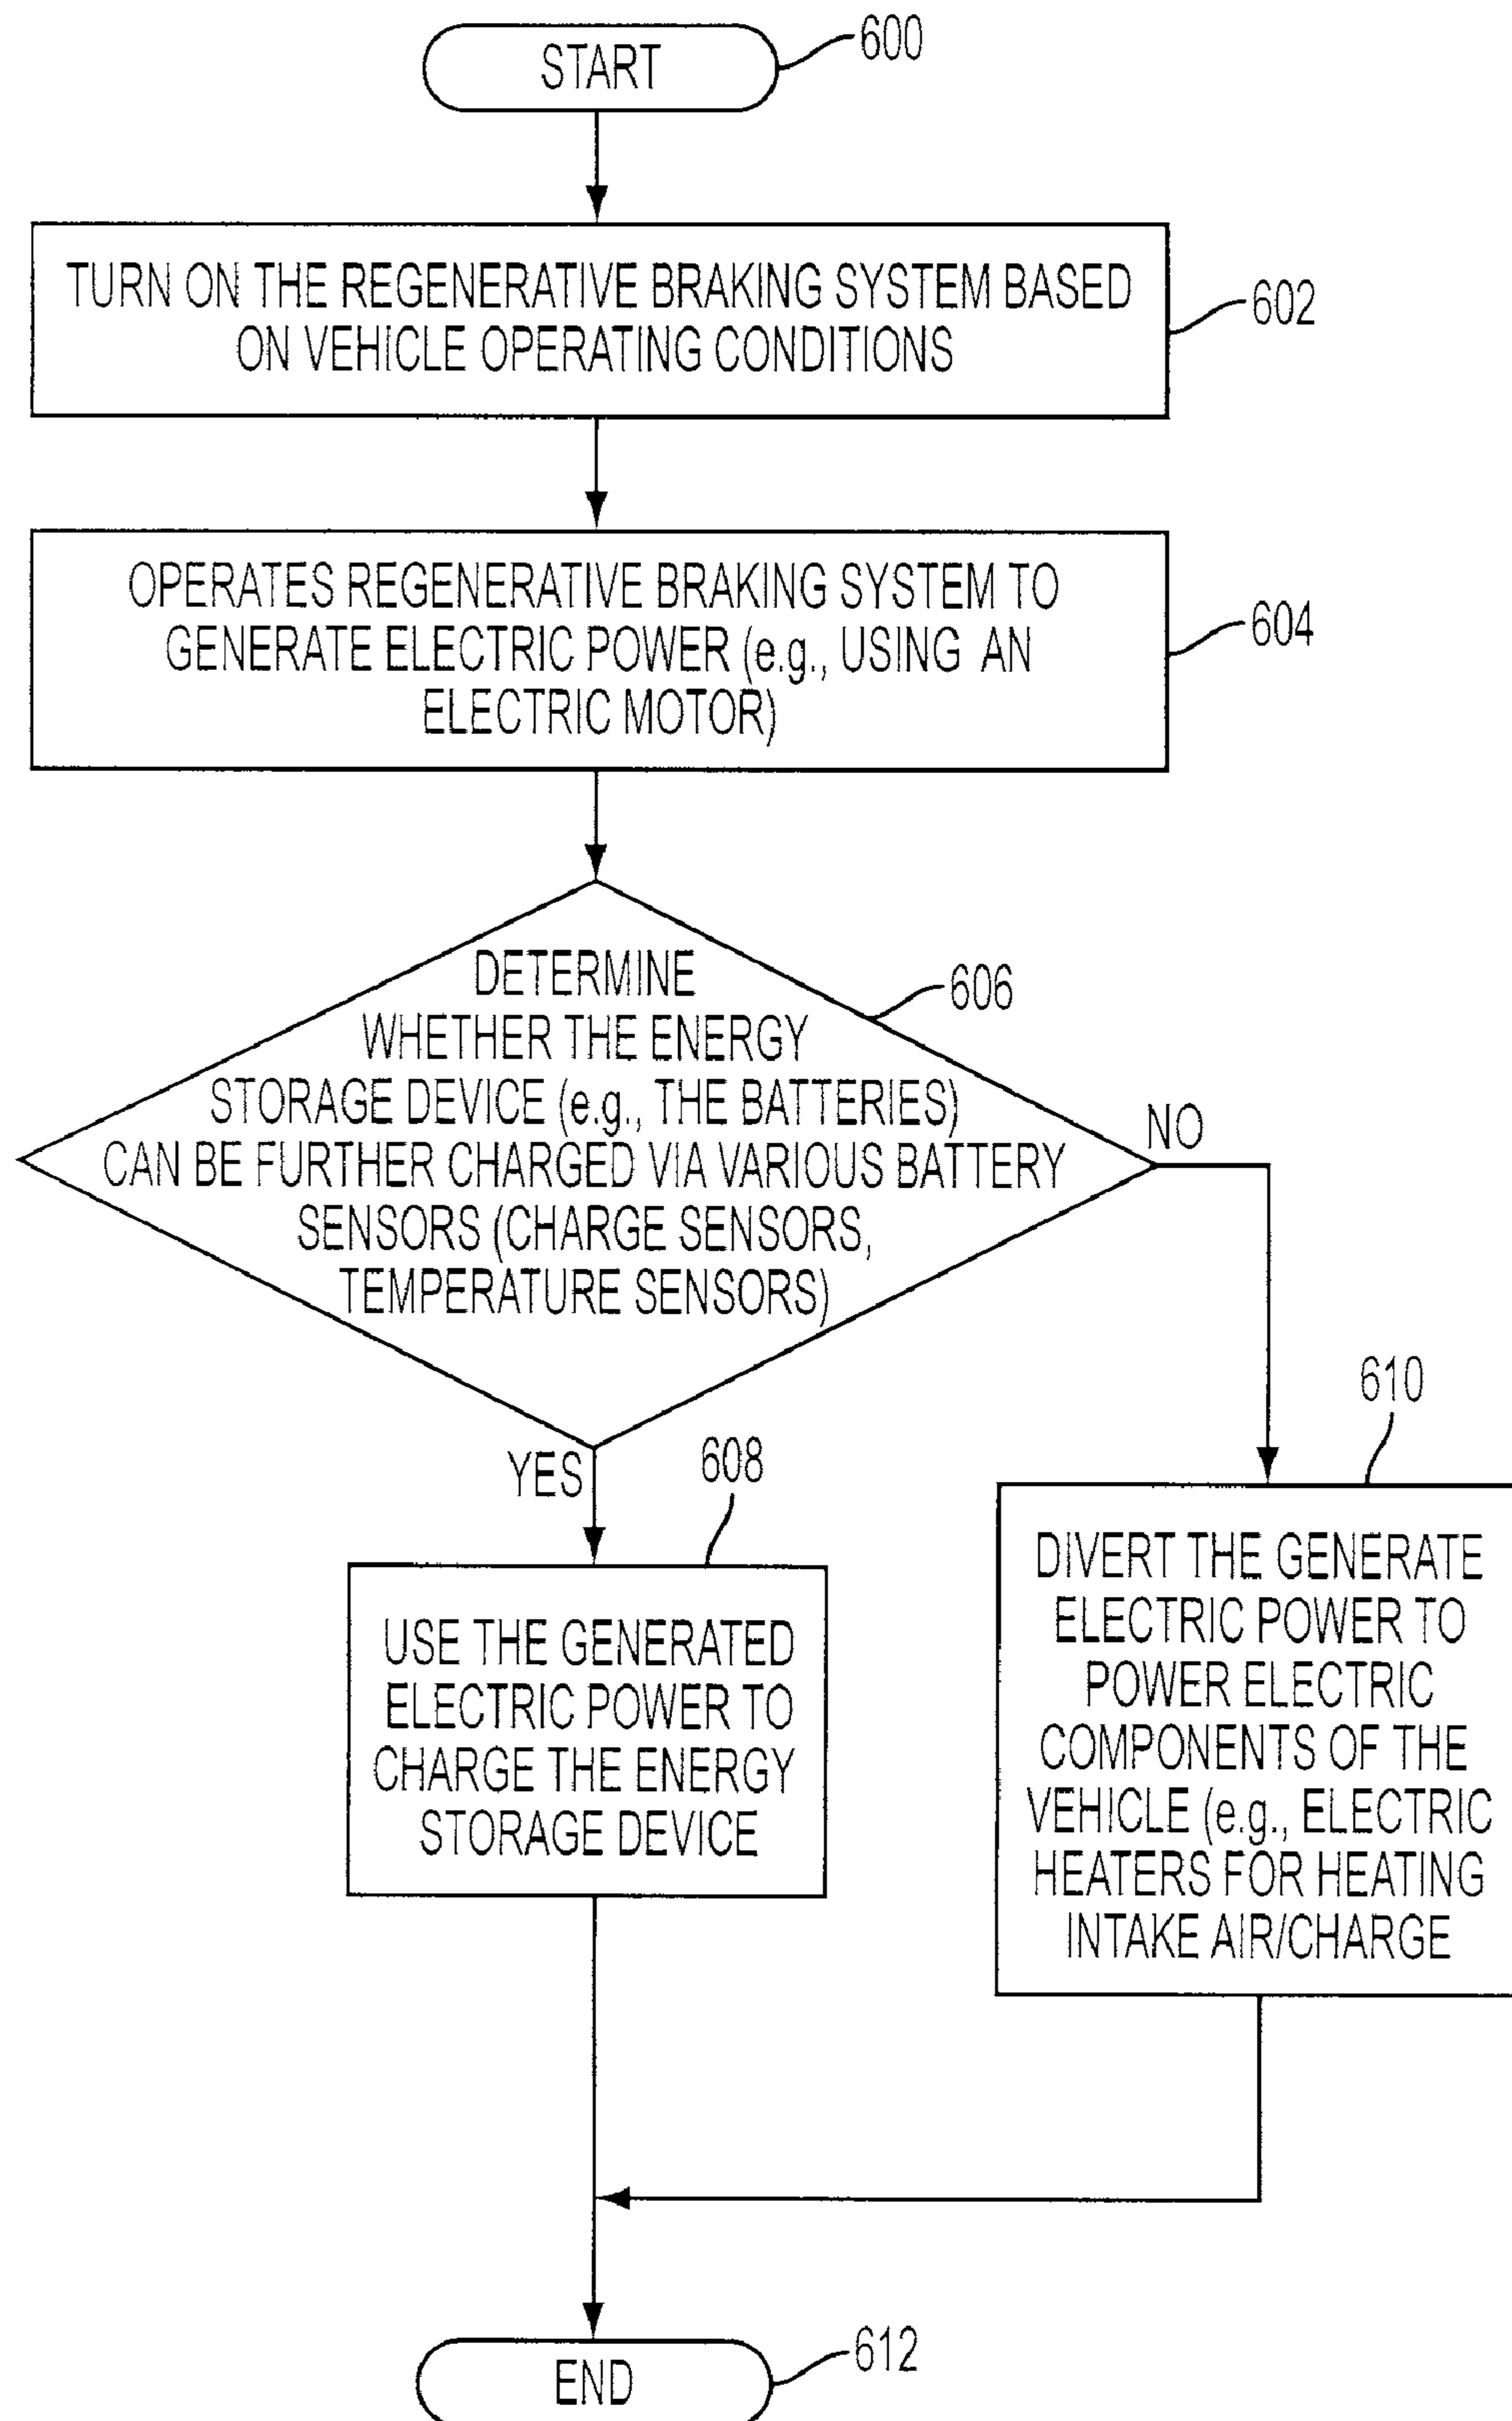 START
600
TURN ON THE REGENERATIVE BRAKING SYSTEM BASED
ON VEHICLE OPERATING CONDITIONS
602
OPERATES REGENERATIVE BRAKING SYSTEM TO
GENERATE ELECTRIC POWER (e.g., USING AN
ELECTRIC MOTOR)
604
DETERMINE
WHETHER THE ENERGY
STORAGE DEVICE (e.g., THE BATTERIES)
CAN BE FURTHER CHARGED VIA VARIOUS BATTERY
SENSORS (CHARGE SENSORS,
TEMPERATURE SENSORS)
606
NO
YES
608
USE THE GENERATED
ELECTRIC POWER TO
CHARGE THE ENERGY
STORAGE DEVICE
610
DIVERT THE GENERATE
ELECTRIC POWER TO
POWER ELECTRIC
COMPONENTS OF THE
VEHICLE (e.g., ELECTRIC
HEATERS FOR HEATING
INTAKE AIR/CHARGE
END
612